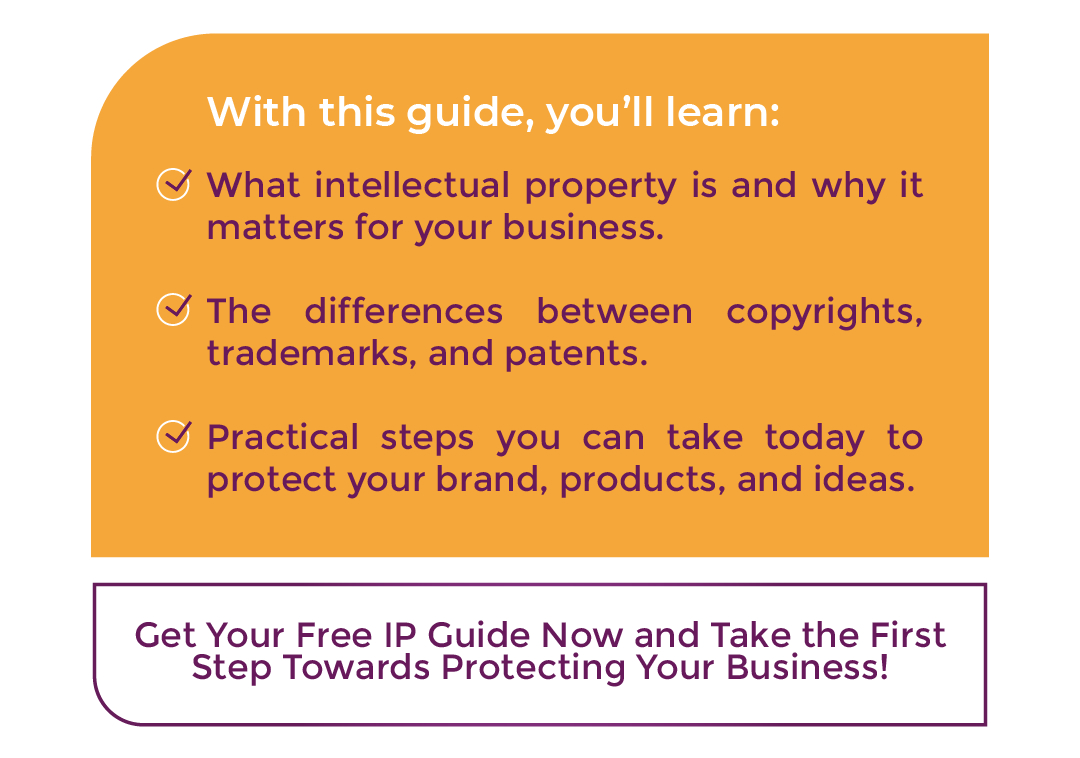 With this guide, you’ll learn:
What intellectual property is and why it
matters for your business.
The differences between copyrights,
trademarks, and patents.
Practical steps you can take today to
protect your brand, products, and ideas.
Get Your Free IP Guide Now and Take the First
Step Towards Protecting Your Business!